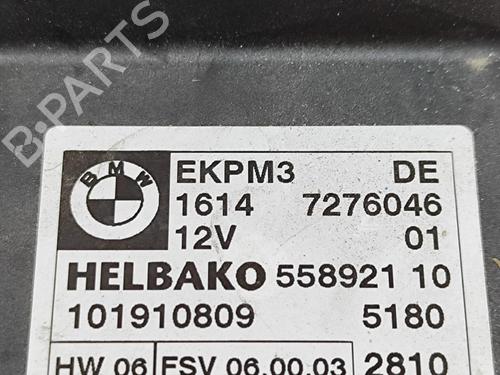 B-PARTS
BMW
EKPM3 DE
1614 7276046
12V 01
HELBAKO 558921 10
101910809 5180
HW 06 FSV 06.00.03 2810